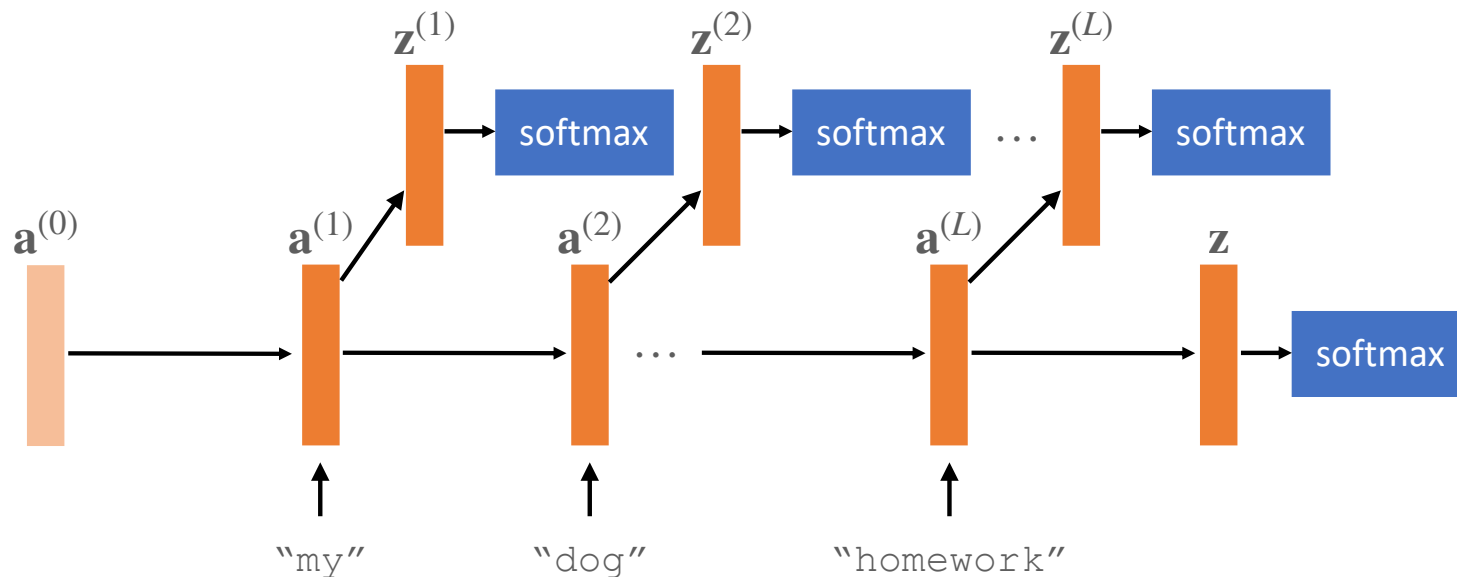 z^(1) z^(2) z^(L)
softmax softmax … softmax
a^(0) a^(1) a^(2) a^(L) z
… softmax
“my” “dog” “homework”